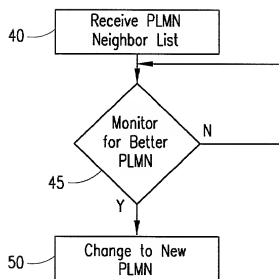 Receive PLMN
Neighbor List
40
Monitor
for Better
PLMN
N
45
Y
Change to New
PLMN
50